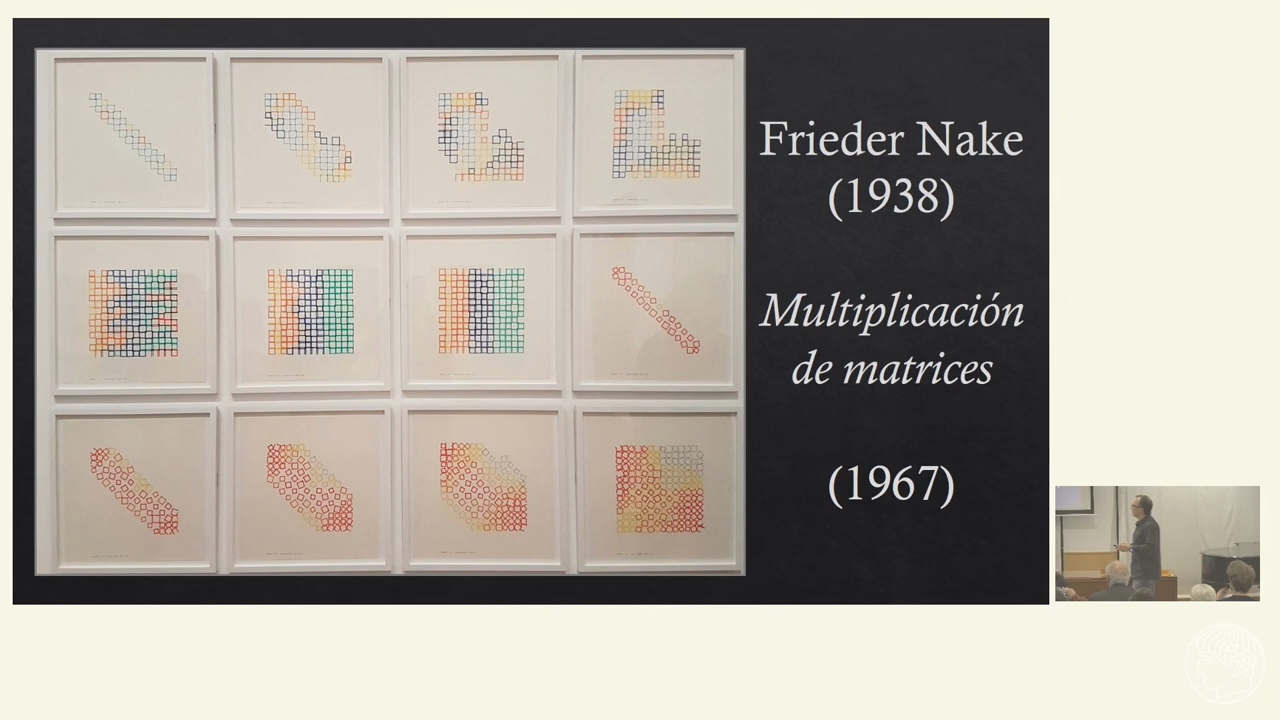 Frieder Nake
(1938)
Multiplicación
de matrices
(1967)